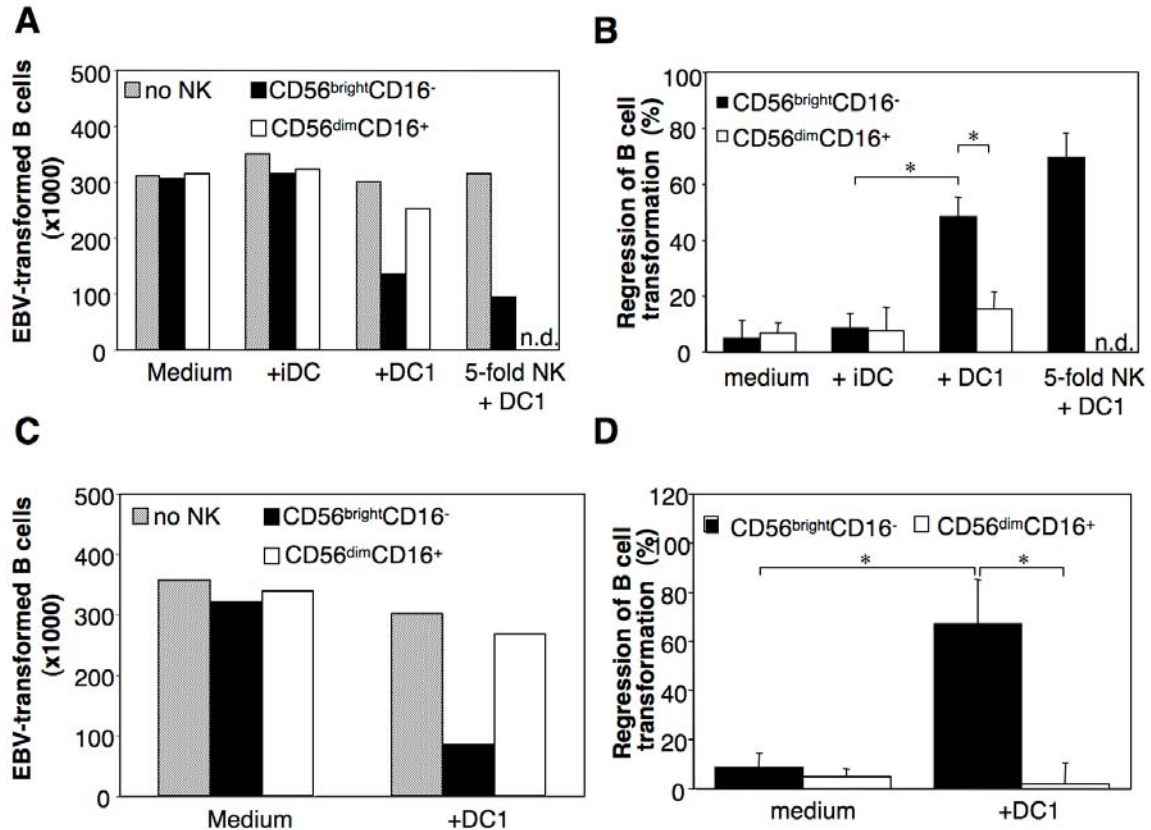 A
EBV-transformed B cells
(x1000)
500
400
300
200
100
0
no NK
CD56brightCD16-
CD56dimCD16+
n.d.
Medium
+iDC
+DC1
5-fold NK
+ DC1
B
Regression of B cell
transformation (%)
100
80
60
40
20
0
CD56brightCD16-
CD56dimCD16+
*
*
n.d.
medium
+ iDC
+ DC1
5-fold NK
+ DC1
C
EBV-transformed B cells
(x1000)
500
400
300
200
100
0
no NK
CD56brightCD16-
CD56dimCD16+
Medium
+DC1
D
Regression of B cell
transformation (%)
120
100
80
60
40
20
0
CD56brightCD16-
CD56dimCD16+
*
*
medium
+DC1